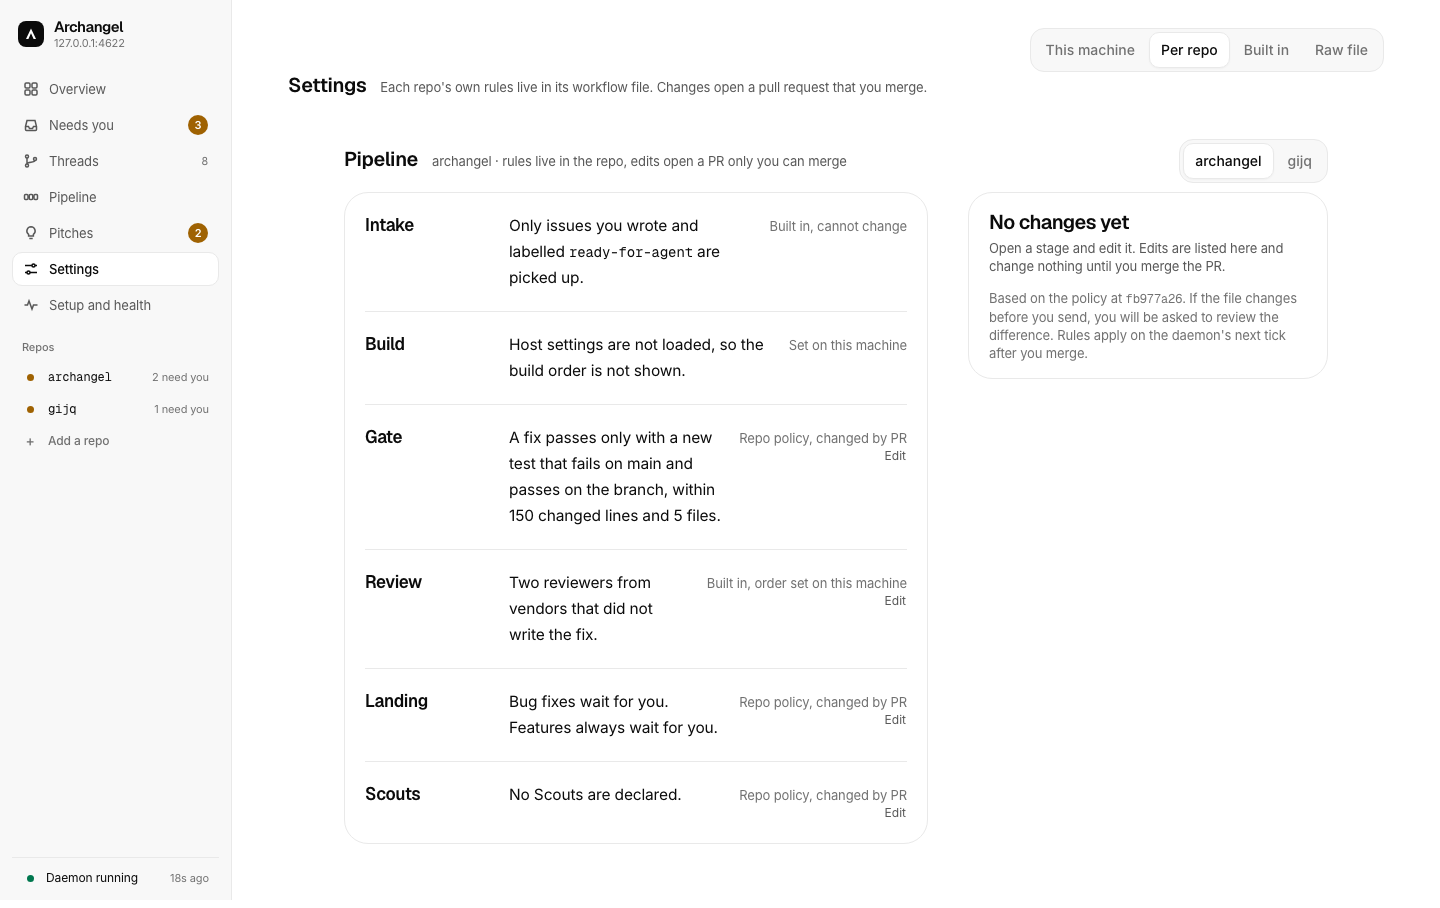 Archangel
127.0.0.1:4622
Overview
Needs you 3
Threads 8
Pipeline
Pitches 2
Settings
Setup and health
Repos
archangel 2 need you
gijq 1 need you
+ Add a repo
Daemon running 18s ago
This machine Per repo Built in Raw file
Settings Each repo's own rules live in its workflow file. Changes open a pull request that you merge.
Pipeline archangel · rules live in the repo, edits open a PR only you can merge
archangel gijq
Intake
Only issues you wrote and
labelled ready-for-agent are
picked up.
Built in, cannot change
Build
Host settings are not loaded, so the
build order is not shown.
Set on this machine
Gate
A fix passes only with a new
test that fails on main and
passes on the branch, within
150 changed lines and 5 files.
Repo policy, changed by PR
Edit
Review
Two reviewers from
vendors that did not
write the fix.
Built in, order set on this machine
Edit
Landing
Bug fixes wait for you.
Features always wait for you.
Repo policy, changed by PR
Edit
Scouts
No Scouts are declared.
Repo policy, changed by PR
Edit
No changes yet
Open a stage and edit it. Edits are listed here and
change nothing until you merge the PR.
Based on the policy at fb977a26. If the file changes
before you send, you will be asked to review the
difference. Rules apply on the daemon's next tick
after you merge.